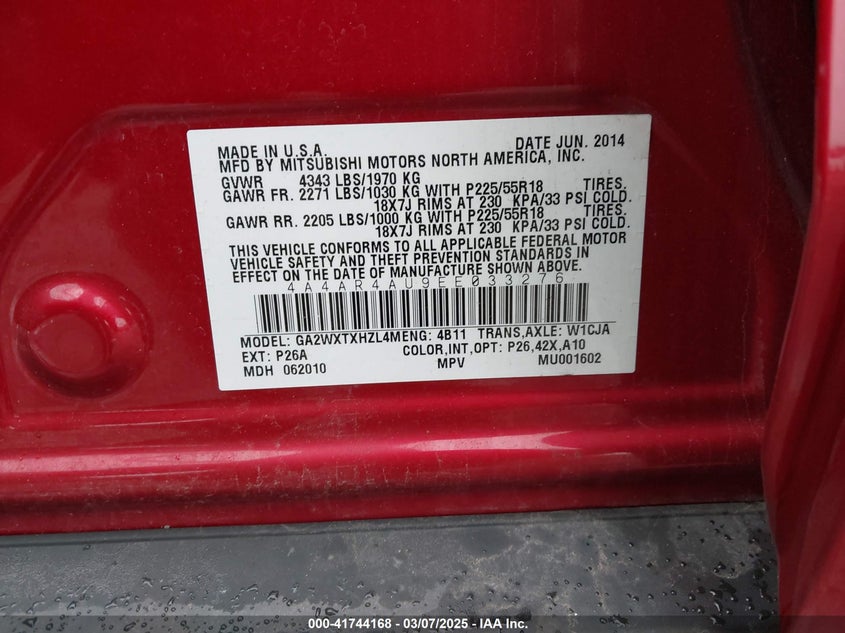 MADE IN U.S.A. DATE JUN. 2014
MFD BY MITSUBISHI MOTORS NORTH AMERICA, INC.
GVWR 4343 LBS/1970 KG
GAWR FR. 2271 LBS/1030 KG WITH P225/55R18 TIRES,
18X7J RIMS AT 230 KPA/33 PSI COLD.
GAWR RR. 2205 LBS/1000 KG WITH P225/55R18 TIRES,
18X7J RIMS AT 230 KPA/33 PSI COLD.
THIS VEHICLE CONFORMS TO ALL APPLICABLE FEDERAL MOTOR
VEHICLE SAFETY AND THEFT PREVENTION STANDARDS IN
EFFECT ON THE DATE OF MANUFACTURE SHOWN ABOVE.
4A4AR4AU9EE033276
MODEL: GA2WXTXHZL4MENG: 4B11 TRANS,AXLE: W1CJA
EXT: P26A COLOR,INT,OPT: P26,42X,A10
MDH 062010 MPV MU001602
000-41744168 - 03/07/2025 - IAA Inc.